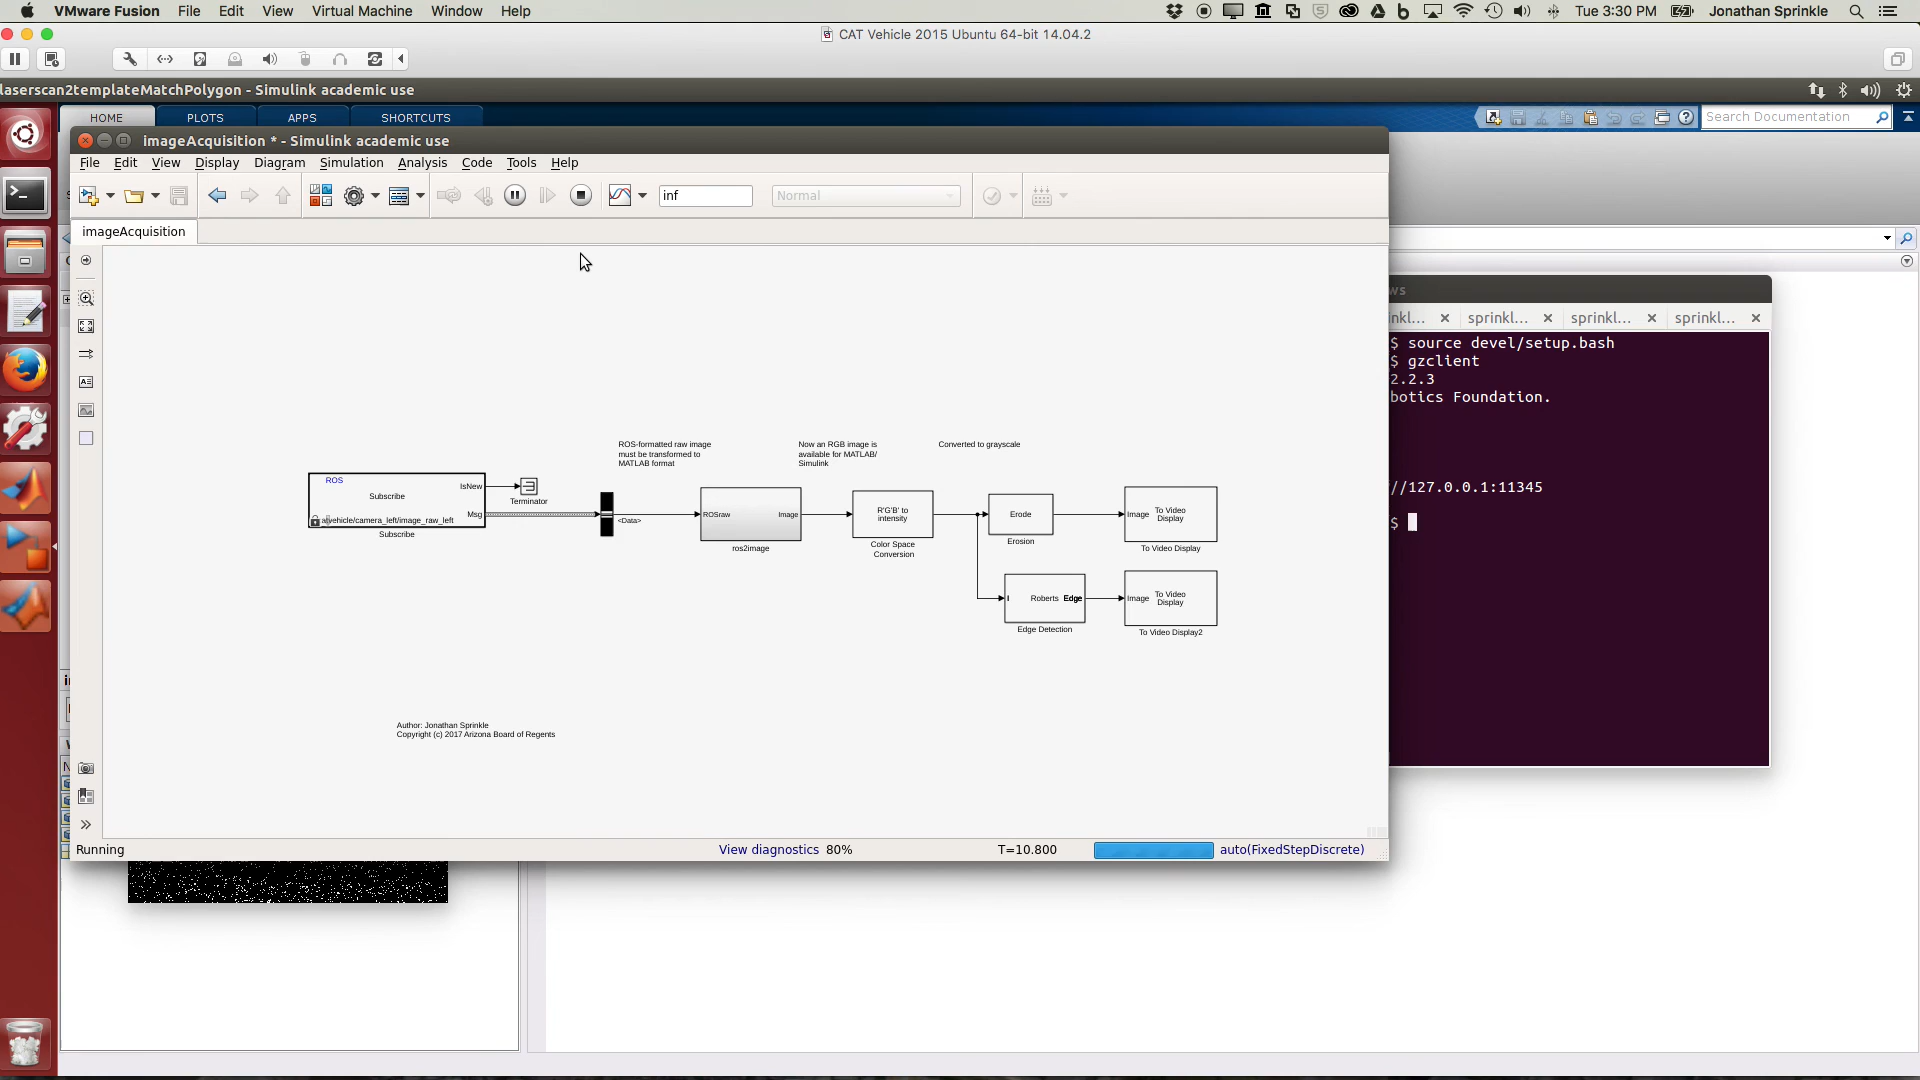 VMware Fusion File Edit View Virtual Machine Window Help Tue 3:30 PM Jonathan Sprinkle
CAT Vehicle 2015 Ubuntu 64-bit 14.04.2
laserscan2templateMatchPolygon - Simulink academic use
HOME PLOTS APPS SHORTCUTS Search Documentation
imageAcquisition * - Simulink academic use
File Edit View Display Diagram Simulation Analysis Code Tools Help
inf Normal
imageAcquisition
ws
inkl... sprinkl... sprinkl... sprinkl...
$ source devel/setup.bash
$ gzclient
2.2.3
botics Foundation.
//127.0.0.1:11345
$
ROS-formatted raw image
must be transformed to
MATLAB format
Now an RGB image is
available for MATLAB/
Simulink
Converted to grayscale
ROS
Subscribe
IsNew
Msg
Subscribe
Terminator
<Data>
ROSraw Image
ros2image
R'G'B' to
intensity
Color Space
Conversion
Erode
Erosion
Image To Video
Display
To Video Display
I Roberts Edge
Edge Detection
Image To Video
Display
To Video Display2
Author: Jonathan Sprinkle
Copyright (c) 2017 Arizona Board of Regents
Running View diagnostics 80% T=10.800 auto(FixedStepDiscrete)